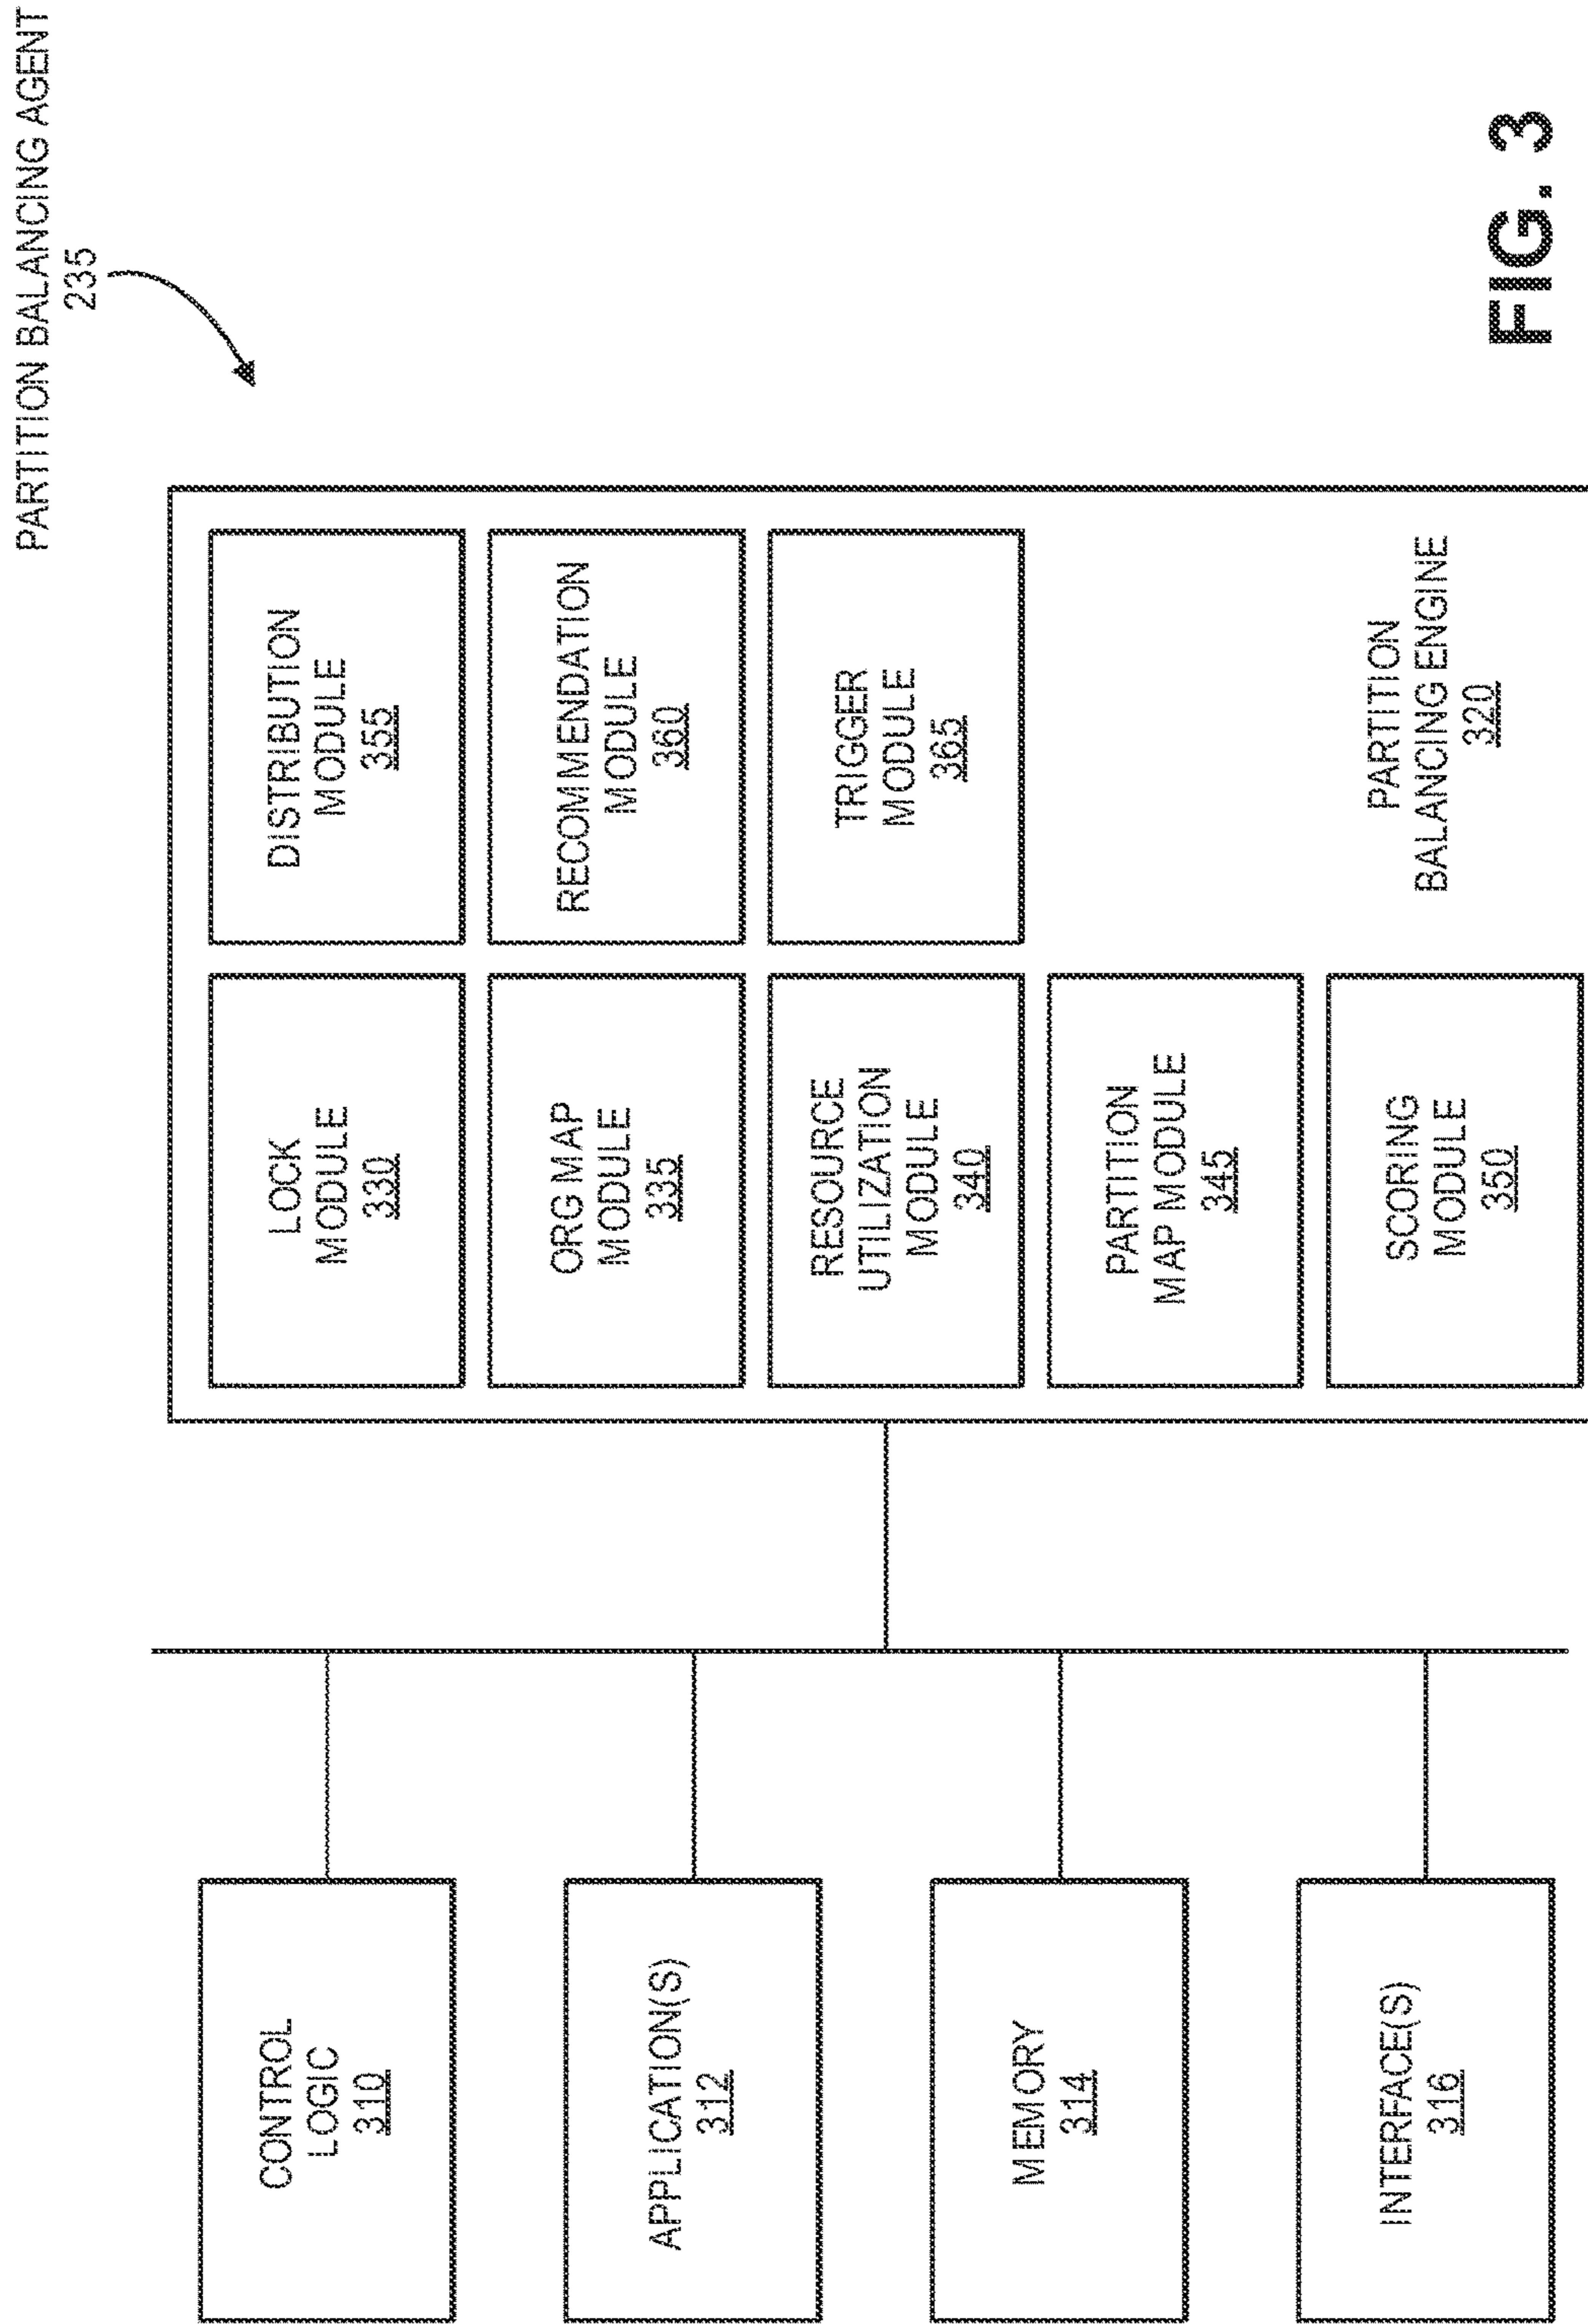 PARTITION BALANCING AGENT
235
CONTROL
LOGIC
310
APPLICATION(S)
312
MEMORY
314
INTERFACE(S)
316
LOCK
MODULE
330
ORG MAP
MODULE
335
RESOURCE
UTILIZATION
MODULE
340
PARTITION
MAP MODULE
345
SCORING
MODULE
350
DISTRIBUTION
MODULE
355
RECOMMENDATION
MODULE
360
TRIGGER
MODULE
365
PARTITION
BALANCING ENGINE
320
FIG. 3